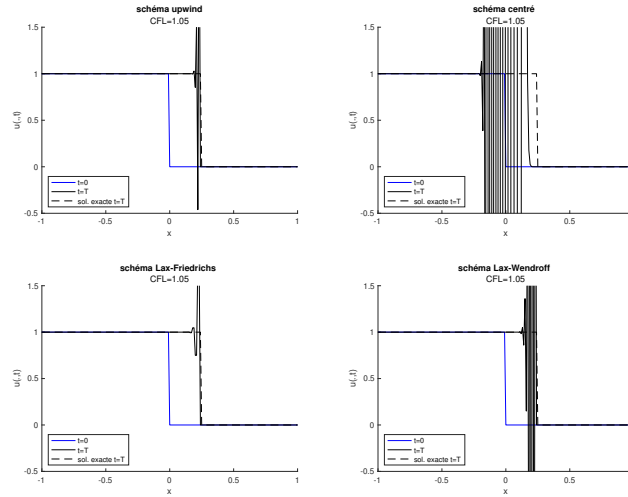 schéma upwind
CFL=1.05
1.5
1
0.5
0
-0.5
u(.,t)
-1
-0.5
0
0.5
1
x
t=0
t=T
sol. exacte t=T
schéma centré
CFL=1.05
1.5
1
0.5
0
-0.5
u(.,t)
-1
-0.5
0
0.5
x
t=0
t=T
sol. exacte t=T
schéma Lax-Friedrichs
CFL=1.05
1.5
1
0.5
0
-0.5
u(.,t)
-1
-0.5
0
0.5
1
x
t=0
t=T
sol. exacte t=T
schéma Lax-Wendroff
CFL=1.05
1.5
1
0.5
0
-0.5
u(.,t)
-1
-0.5
0
0.5
x
t=0
t=T
sol. exacte t=T